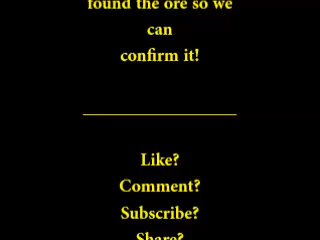 found the ore so we
can
confirm it!
Like?
Comment?
Subscribe?
Share?